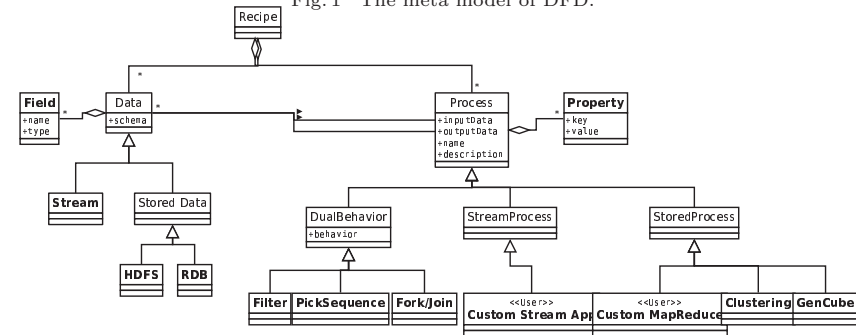 Fig. 1 The meta model of DFD.
Recipe
*
*
Field
+name
+type
*
Data
+schema
*
Process
+inputData
+outputData
+name
+description
*
Property
+key
+value
Stream
Stored Data
DualBehavior
+behavior
StreamProcess
StoredProcess
HDFS
RDB
Filter
PickSequence
Fork/Join
<<User>>
Custom Stream App
<<User>>
Custom MapReduce
Clustering
GenCube